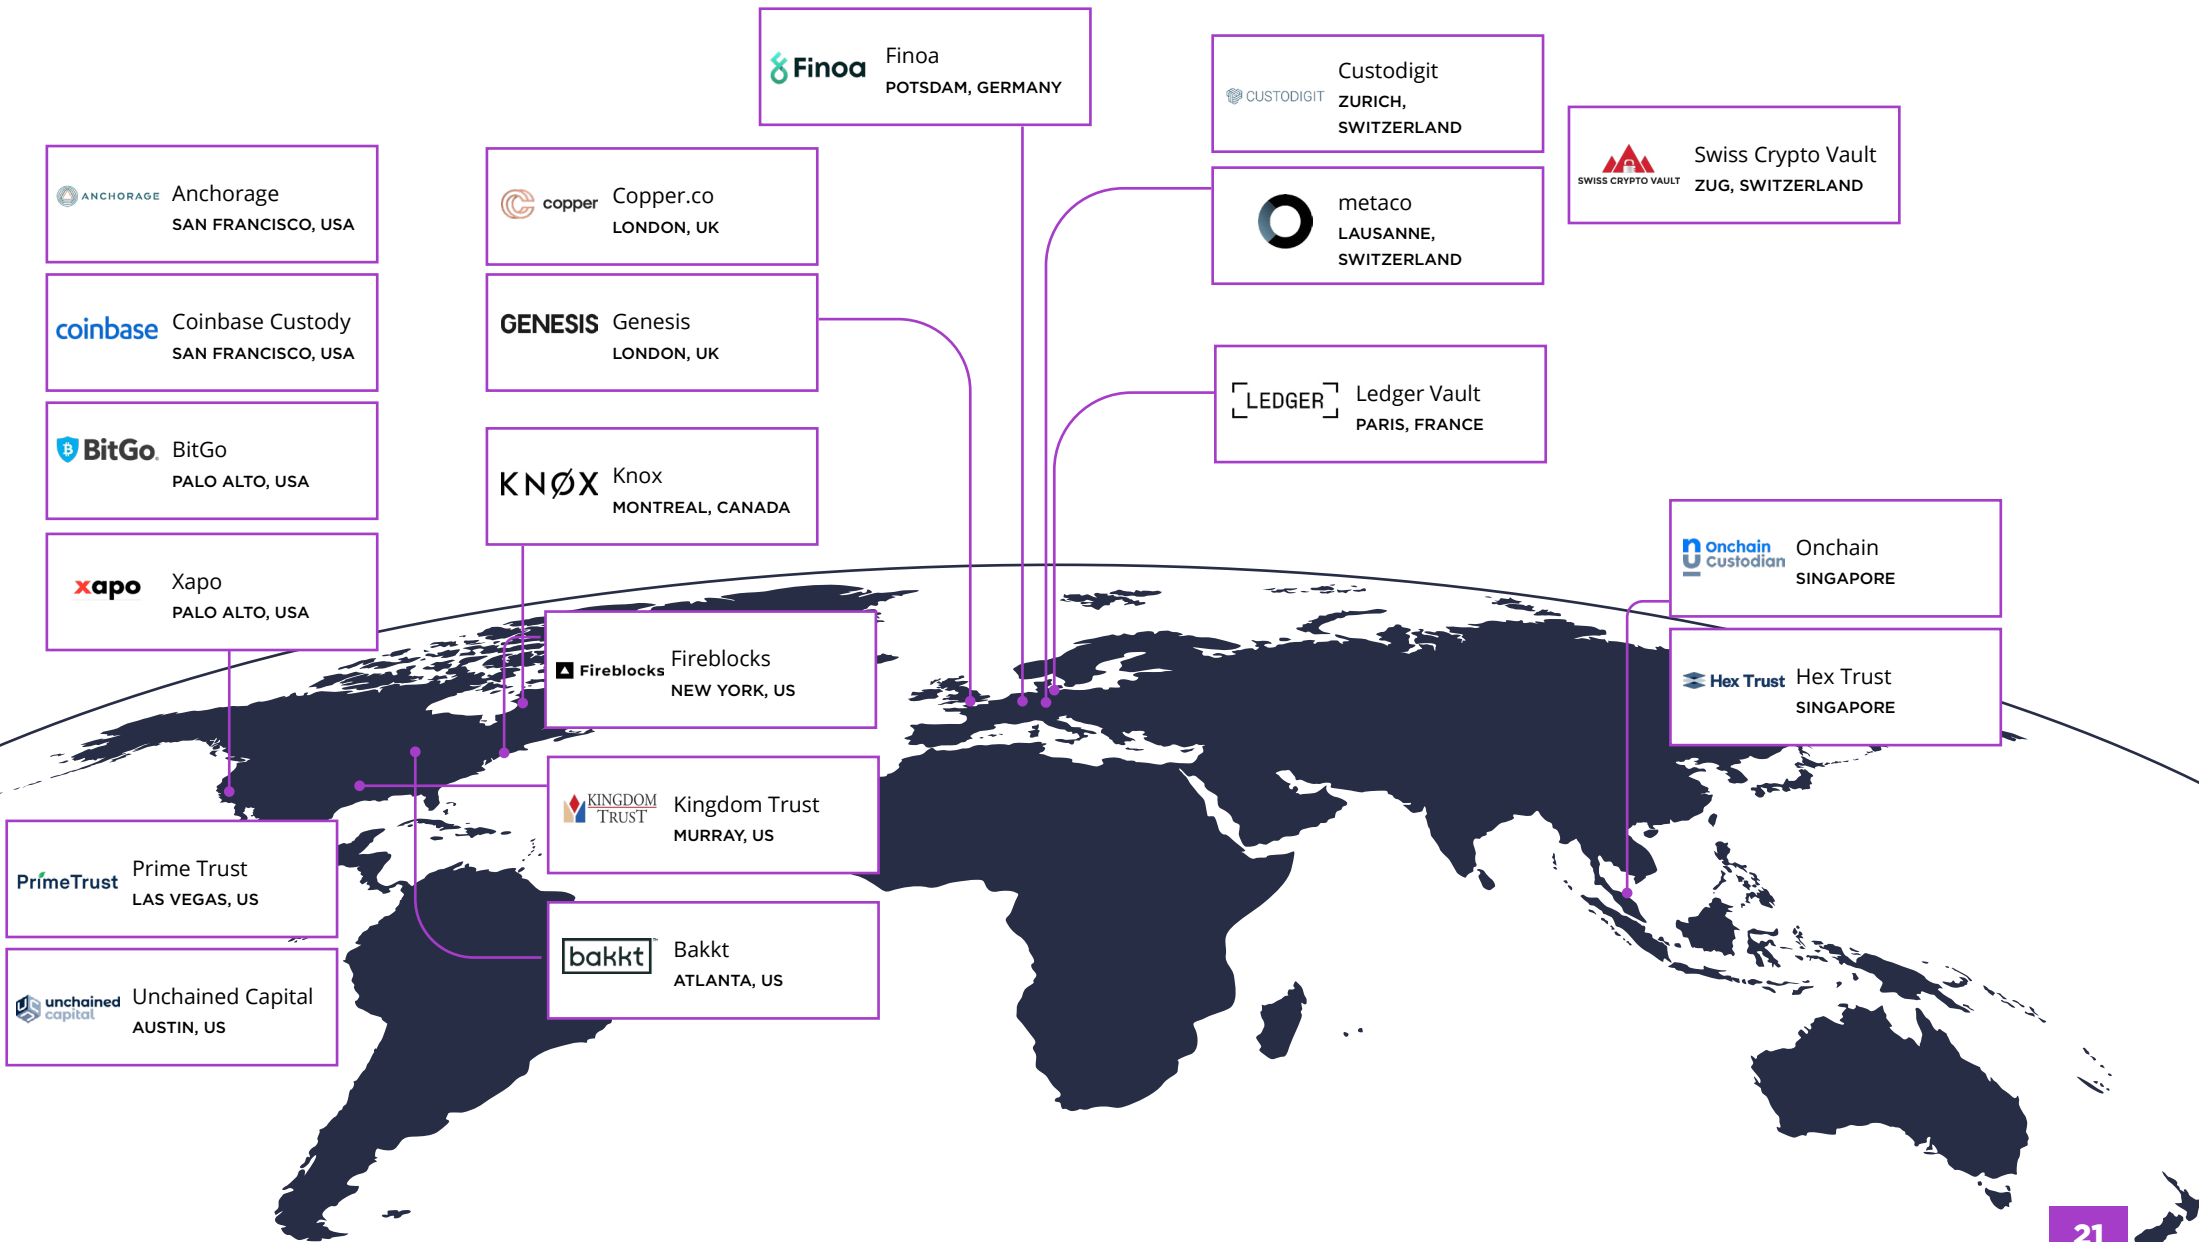 Finoa
Finoa
POTSDAM, GERMANY
CUSTODIGIT
Custodigit
ZURICH,
SWITZERLAND
SWISS CRYPTO VAULT
Swiss Crypto Vault
ZUG, SWITZERLAND
metaco
LAUSANNE,
SWITZERLAND
ANCHORAGE
Anchorage
SAN FRANCISCO, USA
copper
Copper.co
LONDON, UK
coinbase
Coinbase Custody
SAN FRANCISCO, USA
GENESIS
Genesis
LONDON, UK
LEDGER
Ledger Vault
PARIS, FRANCE
BitGo
BitGo
PALO ALTO, USA
KNØX
Knox
MONTREAL, CANADA
xapo
Xapo
PALO ALTO, USA
Onchain
Custodian
Onchain
SINGAPORE
Fireblocks
Fireblocks
NEW YORK, US
Hex Trust
Hex Trust
SINGAPORE
KINGDOM
TRUST
Kingdom Trust
MURRAY, US
PrimeTrust
Prime Trust
LAS VEGAS, US
bakkt
Bakkt
ATLANTA, US
unchained
capital
Unchained Capital
AUSTIN, US
21